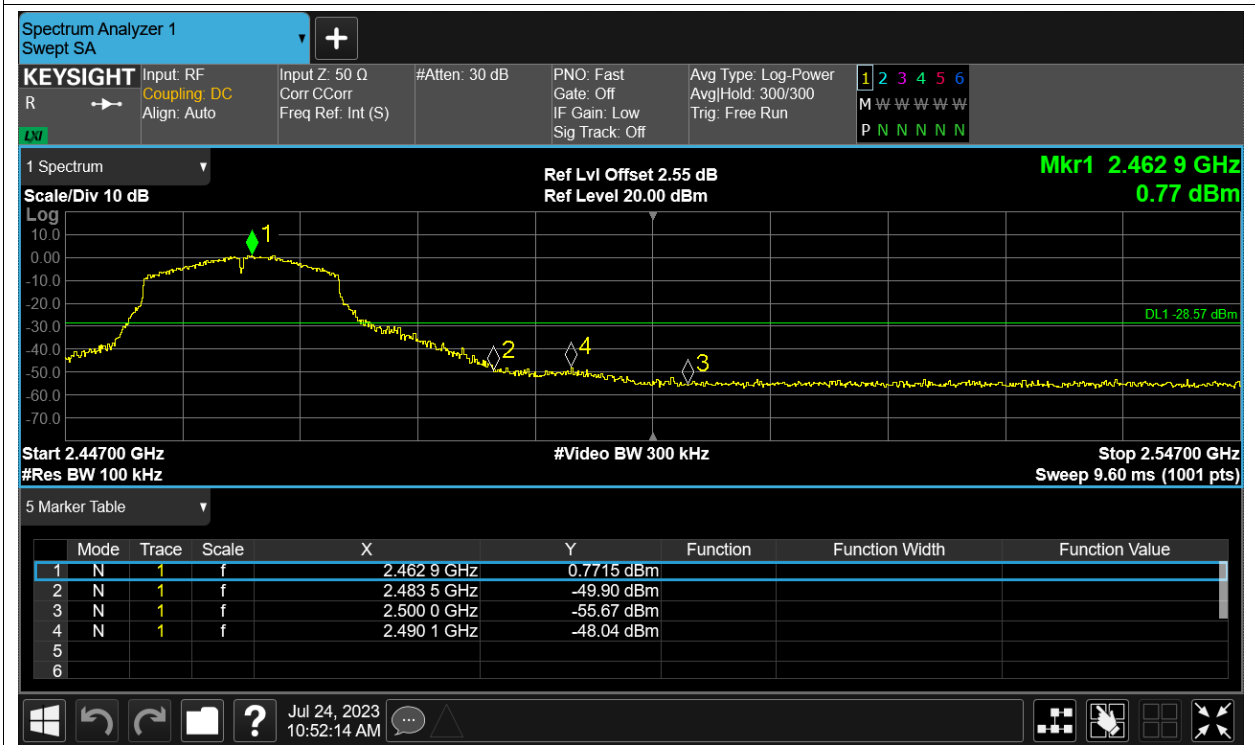 Spectrum Analyzer 1
Swept SA
+
KEYSIGHT Input: RF Input Z: 50 Ω #Atten: 30 dB PNO: Fast Avg Type: Log-Power 1 2 3 4 5 6
R Coupling: DC Corr CCorr Gate: Off Avg|Hold: 300/300 M W W W W W
Align: Auto Freq Ref: Int (S) IF Gain: Low Trig: Free Run
LXI Sig Track: Off P N N N N N
1 Spectrum Ref Lvl Offset 2.55 dB Mkr1 2.462 9 GHz
Scale/Div 10 dB Ref Level 20.00 dBm 0.77 dBm
Log
10.0
1
0.00
-10.0
-20.0
DL1 -28.57 dBm
-30.0
-40.0
2 4
-50.0
3
-60.0
-70.0
Start 2.44700 GHz #Video BW 300 kHz Stop 2.54700 GHz
#Res BW 100 kHz Sweep 9.60 ms (1001 pts)
5 Marker Table
Mode Trace Scale X Y Function Function Width Function Value
1 N 1 f 2.462 9 GHz 0.7715 dBm
2 N 1 f 2.483 5 GHz -49.90 dBm
3 N 1 f 2.500 0 GHz -55.67 dBm
4 N 1 f 2.490 1 GHz -48.04 dBm
5
6
? Jul 24, 2023
10:52:14 AM